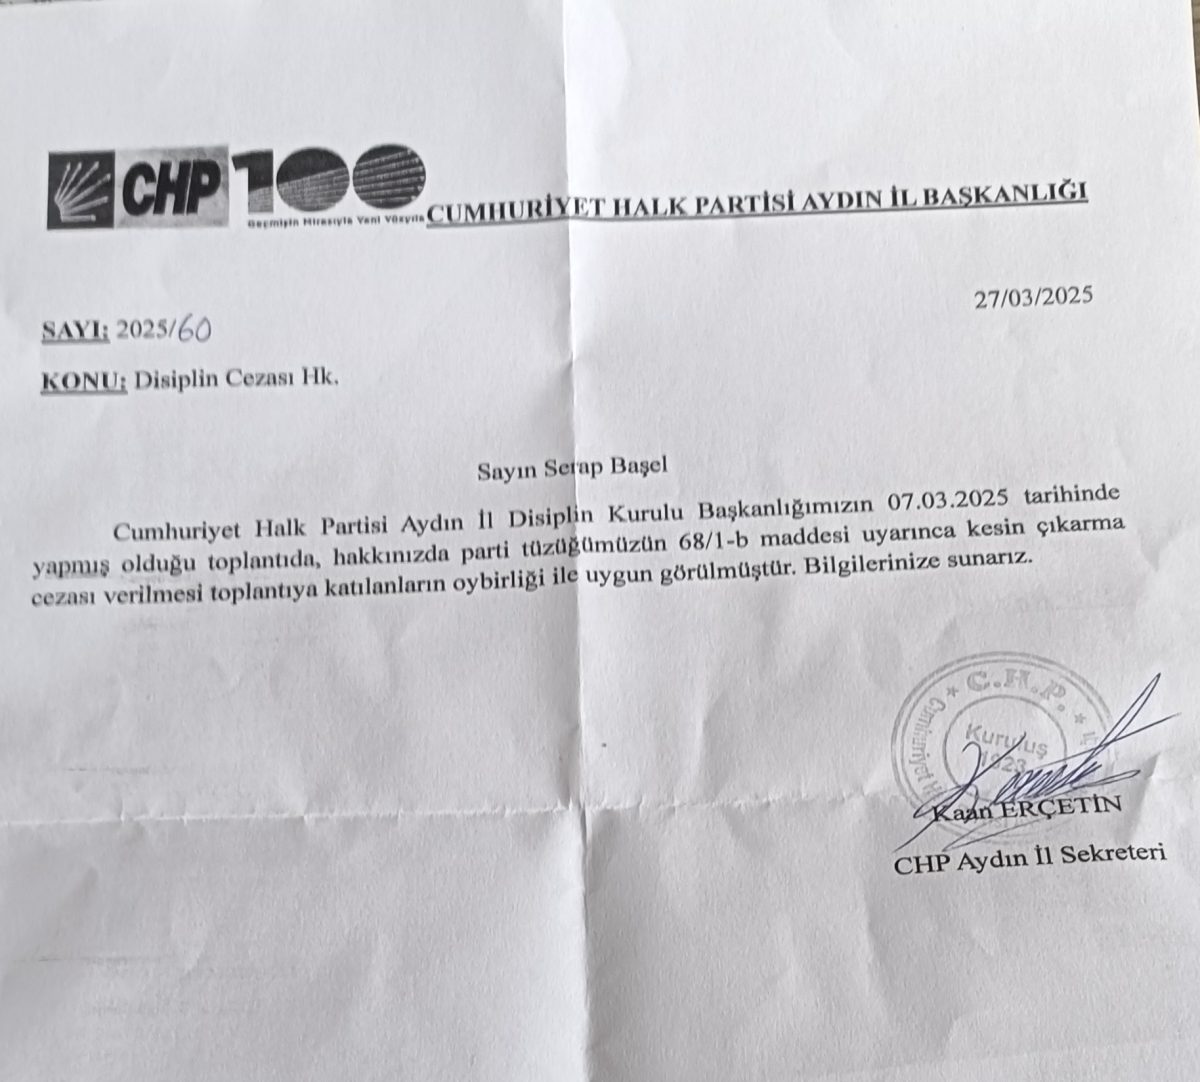 CHP 100
Geçmişin Mirasıyla Yeni Yüzyıla
CUMHURİYET HALK PARTİSİ AYDIN İL BAŞKANLIĞI
27/03/2025
SAYI: 2025/60
KONU: Disiplin Cezası Hk.
Sayın Serap Başel
Cumhuriyet Halk Partisi Aydın İl Disiplin Kurulu Başkanlığımızın 07.03.2025 tarihinde
yapmış olduğu toplantıda, hakkınızda parti tüzüğümüzün 68/1-b maddesi uyarınca kesin çıkarma
cezası verilmesi toplantıya katılanların oybirliği ile uygun görülmüştür. Bilgilerinize sunarız.
C.H.P.
Cumhuriyet
Kuruluş
1923
Kaan ERÇETİN
CHP Aydın İl Sekreteri